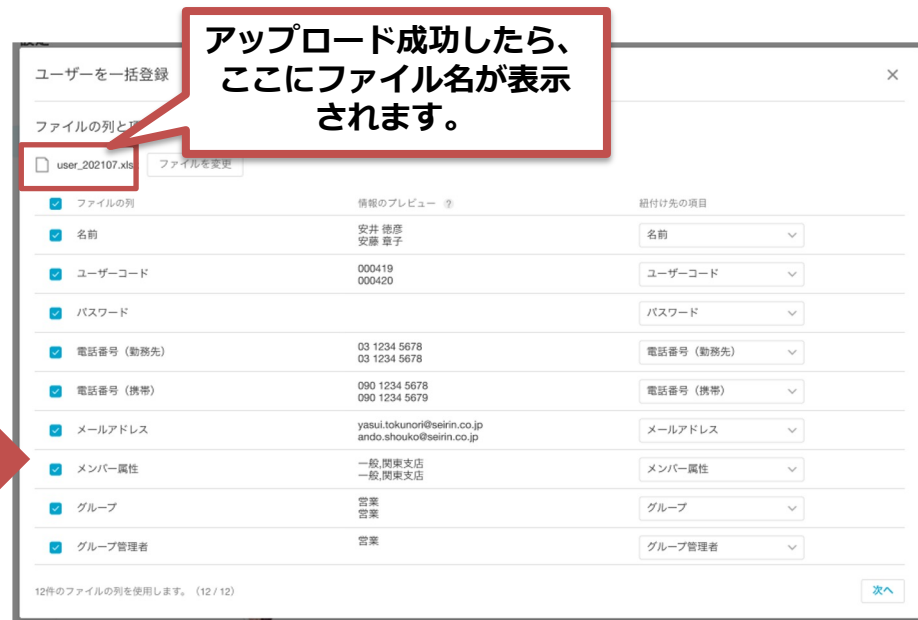 アップロード成功したら、
ここにファイル名が表示
されます。
ユーザーを一括登録
ファイルの列と
user_202107.xls
ファイルを変更
ファイルの列 情報のプレビュー ? 紐付け先の項目
名前 安井 徳彦 名前
安藤 章子
ユーザーコード 000419 ユーザーコード
000420
パスワード パスワード
電話番号（勤務先） 03 1234 5678 電話番号（勤務先）
03 1234 5678
電話番号（携帯） 090 1234 5678 電話番号（携帯）
090 1234 5679
メールアドレス yasui.tokunori@seirin.co.jp メールアドレス
ando.shouko@seirin.co.jp
メンバー属性 一般,関東支店 メンバー属性
一般,関東支店
グループ 営業 グループ
営業
グループ管理者 営業 グループ管理者
12件のファイルの列を使用します。（12 / 12）
次へ